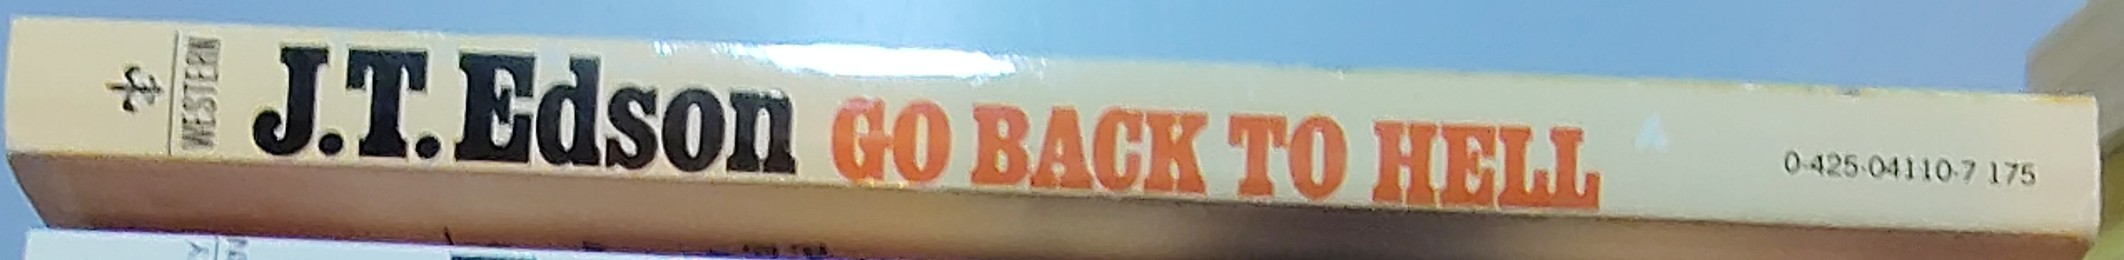 WESTERN
J.T. Edson GO BACK TO HELL 0-425-04110-7 175